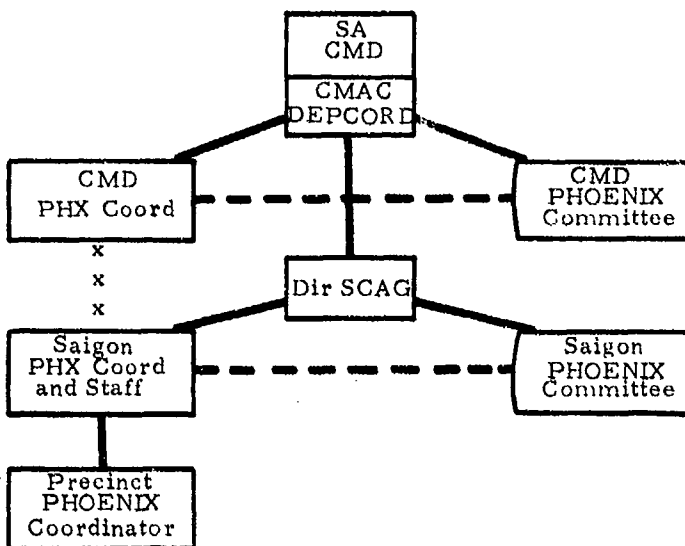 SA
CMD
CMAC
DEPCORD
CMD
PHX Coord
CMD
PHOENIX
Committee
x
x
x
Dir SCAG
Saigon
PHX Coord
and Staff
Saigon
PHOENIX
Committee
Precinct
PHOENIX
Coordinator